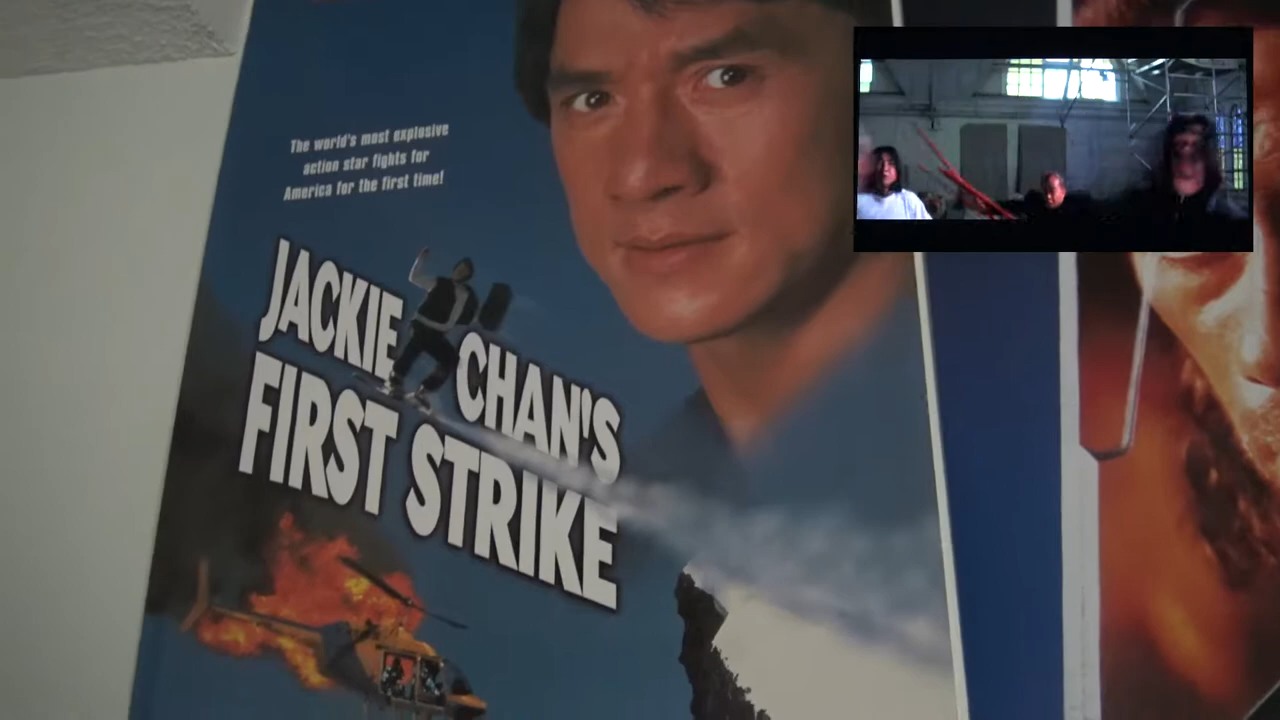 The world's most explosive
action star fights for
America for the first time!
JACKIE CHAN'S
FIRST STRIKE